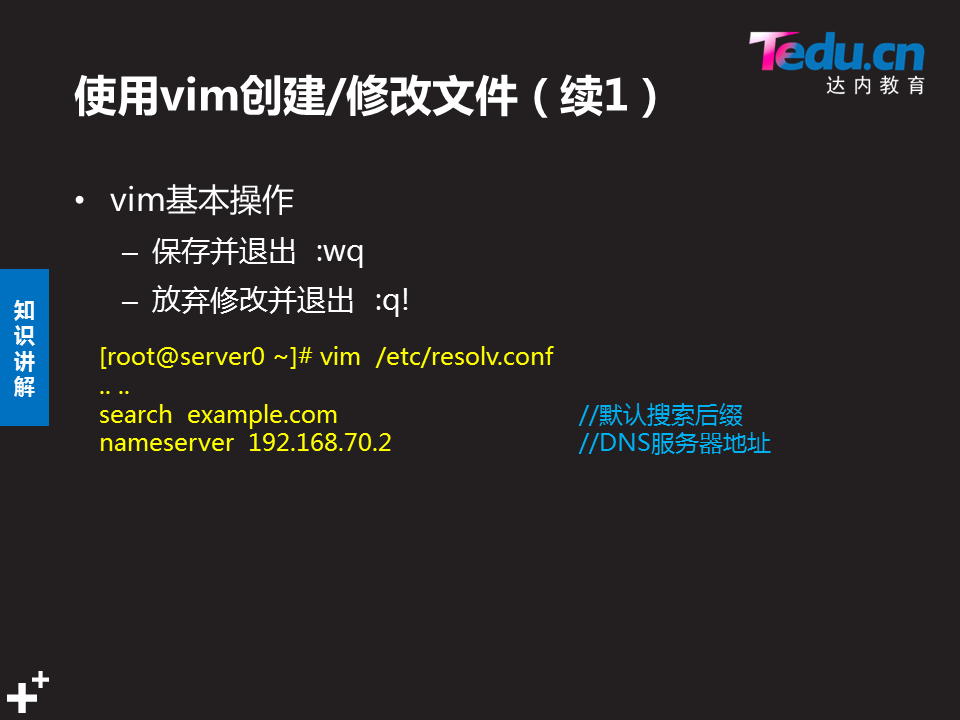 Tedu.cn
达内教育
使用vim创建/修改文件（续1）
• vim基本操作
– 保存并退出 :wq
– 放弃修改并退出 :q!
知识讲解
[root@server0 ~]# vim /etc/resolv.conf
.. ..
search example.com //默认搜索后缀
nameserver 192.168.70.2 //DNS服务器地址